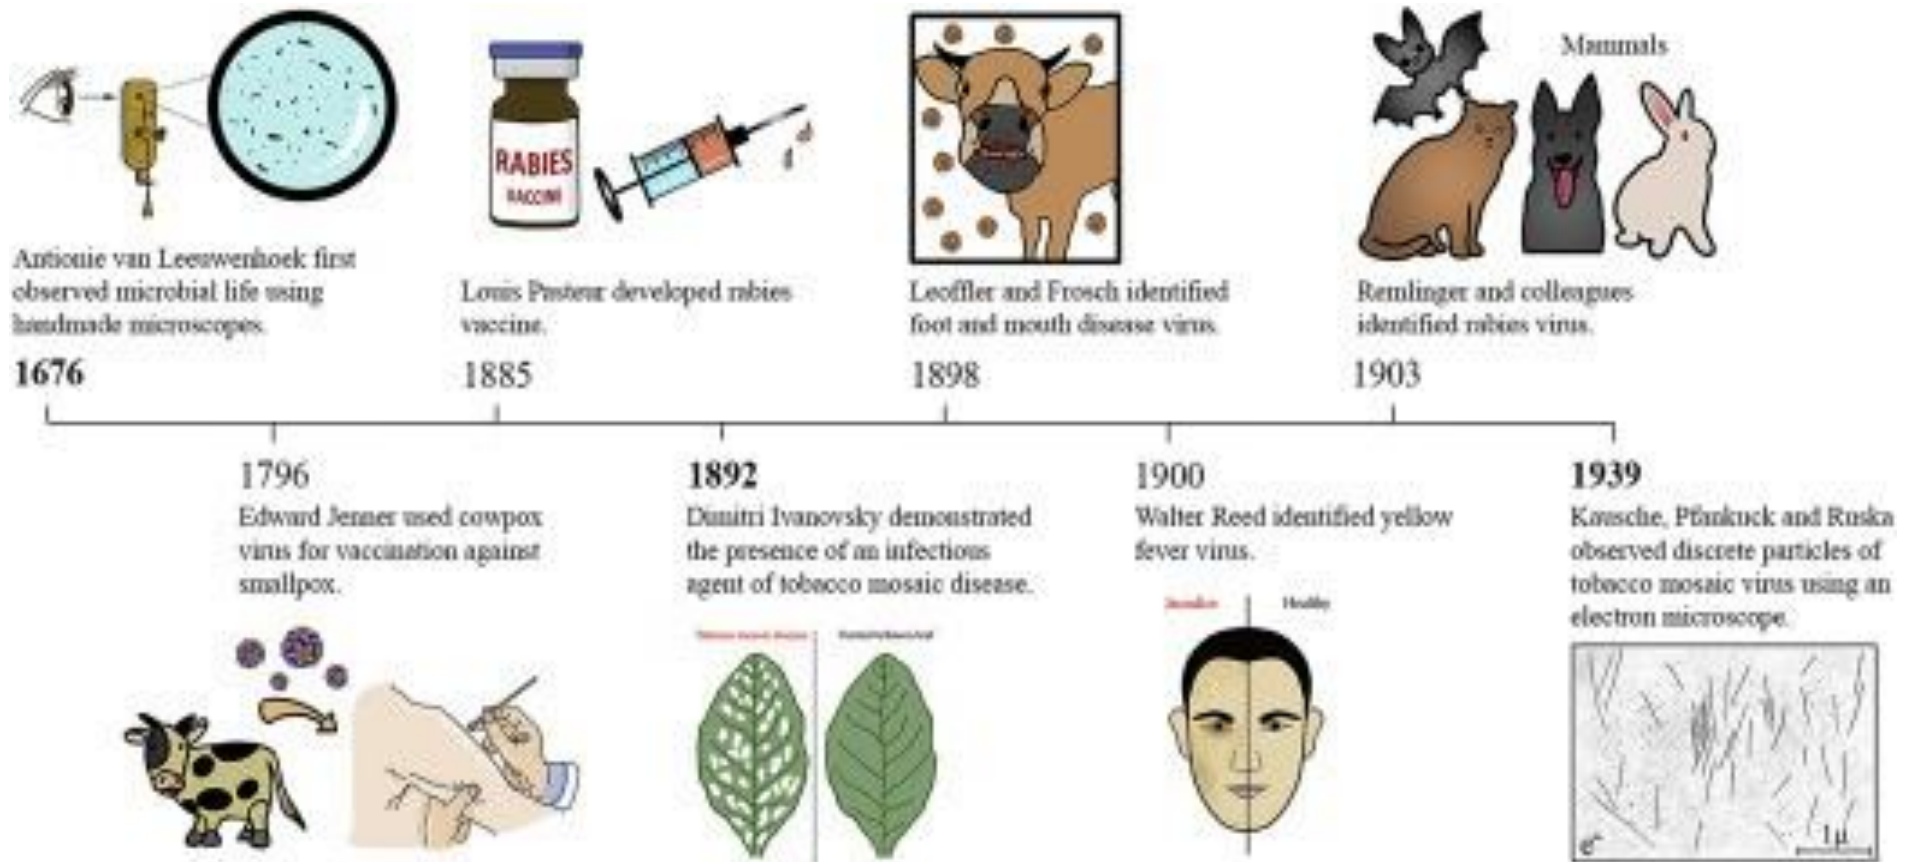 Mammals
RABIES
VACCINE
Antionie van Leeuwenhoek first
observed microbial life using
handmade microscopes.
1676
Louis Pasteur developed rabies
vaccine.
1885
Leoffler and Frosch identified
foot and mouth disease virus.
1898
Remlinger and colleagues
identified rabies virus.
1903
1796
Edward Jenner used cowpox
virus for vaccination against
smallpox.
1892
Dimitri Ivanovsky demonstrated
the presence of an infectious
agent of tobacco mosaic disease.
1900
Walter Reed identified yellow
fever virus.
Jaundice
Healthy
1939
Kausche, Pfankuck and Ruska
observed discrete particles of
tobacco mosaic virus using an
electron microscope.
1µ